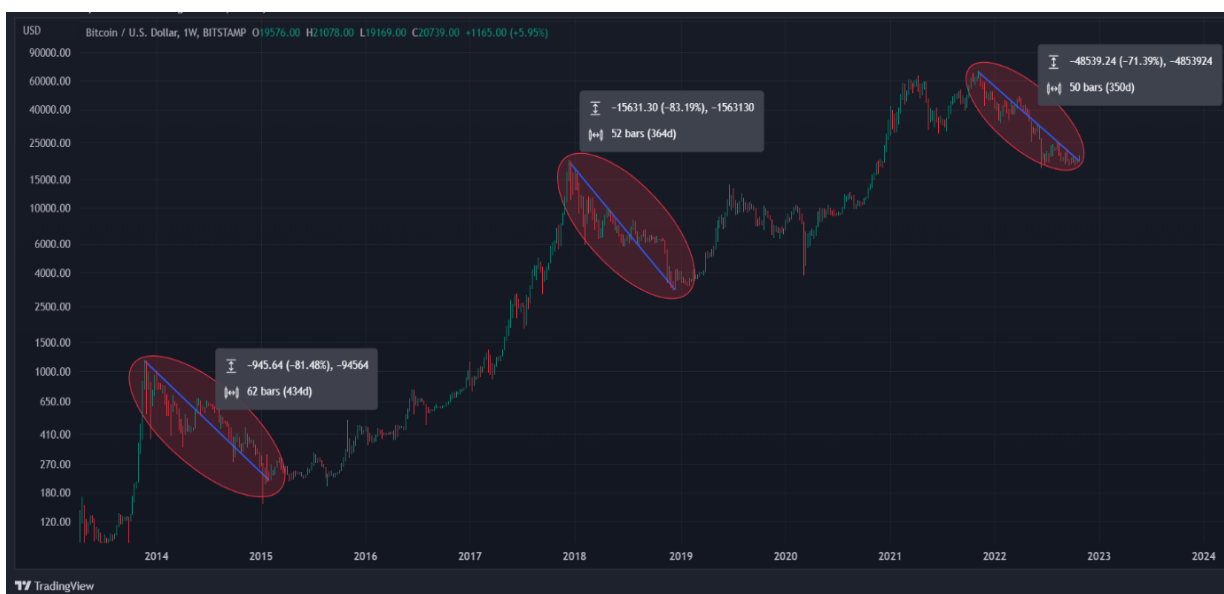 USD
Bitcoin / U.S. Dollar, 1W, BITSTAMP O19576.00 H21078.00 L19169.00 C20739.00 +1165.00 (+5.95%)
90000.00
60000.00
40000.00
25000.00
15000.00
10000.00
6000.00
4000.00
2500.00
1500.00
1000.00
650.00
410.00
270.00
180.00
120.00
−48539.24 (−71.39%), −4853924
50 bars (350d)
−15631.30 (−83.19%), −1563130
52 bars (364d)
−945.64 (−81.48%), −94564
62 bars (434d)
2014 2015 2016 2017 2018 2019 2020 2021 2022 2023 2024
TradingView